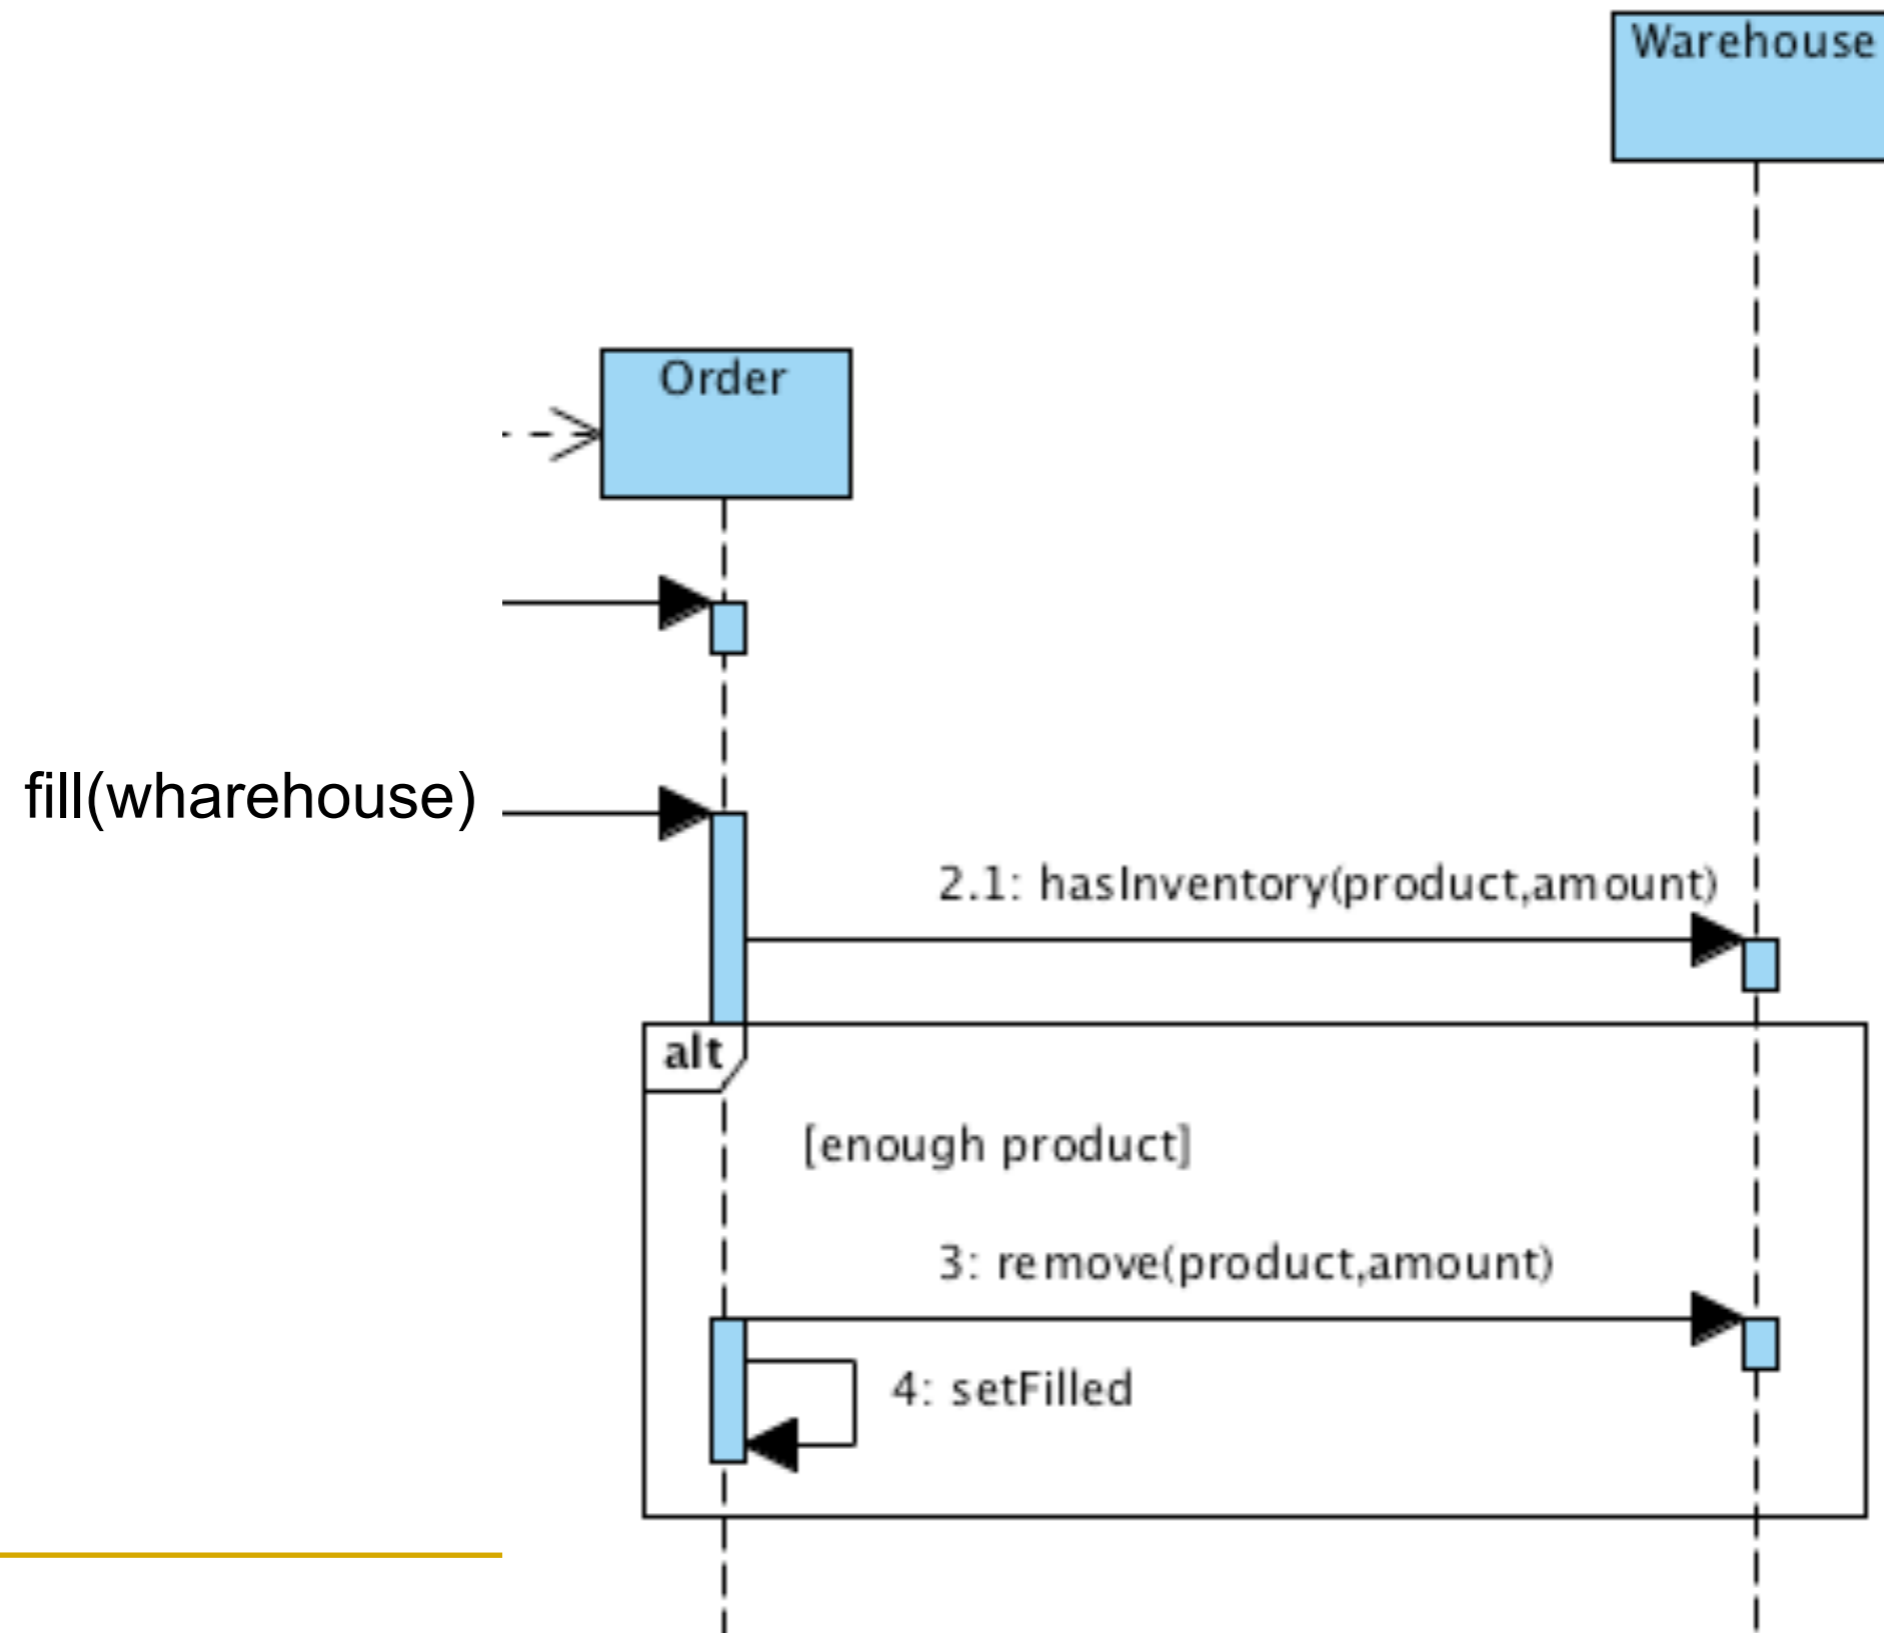 Warehouse
Order
fill(wharehouse)
2.1: hasInventory(product,amount)
alt
[enough product]
3: remove(product,amount)
4: setFilled